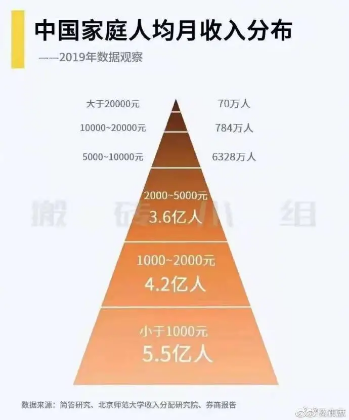 中国家庭人均月收入分布
——2019年数据观察
大于20000元 70万人
10000~20000元 784万人
5000~10000元 6328万人
2000~5000元
3.6亿人
搬砖小组
1000~2000元
4.2亿人
小于1000元
5.5亿人
数据来源：简答研究、北京师范大学收入分配研究院、券商报告